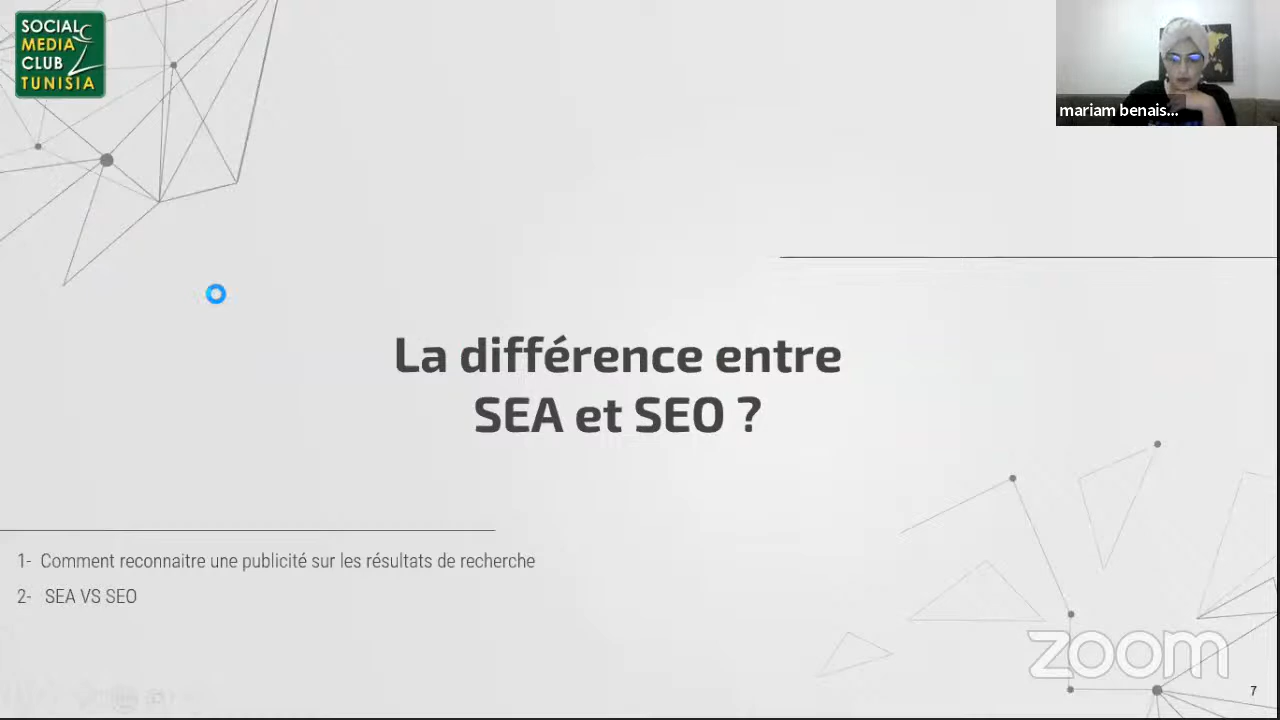 SOCIAL
MEDIA
CLUB
TUNISIA
mariam benais...
La différence entre
SEA et SEO ?
1- Comment reconnaitre une publicité sur les résultats de recherche
2- SEA VS SEO
zoom
7